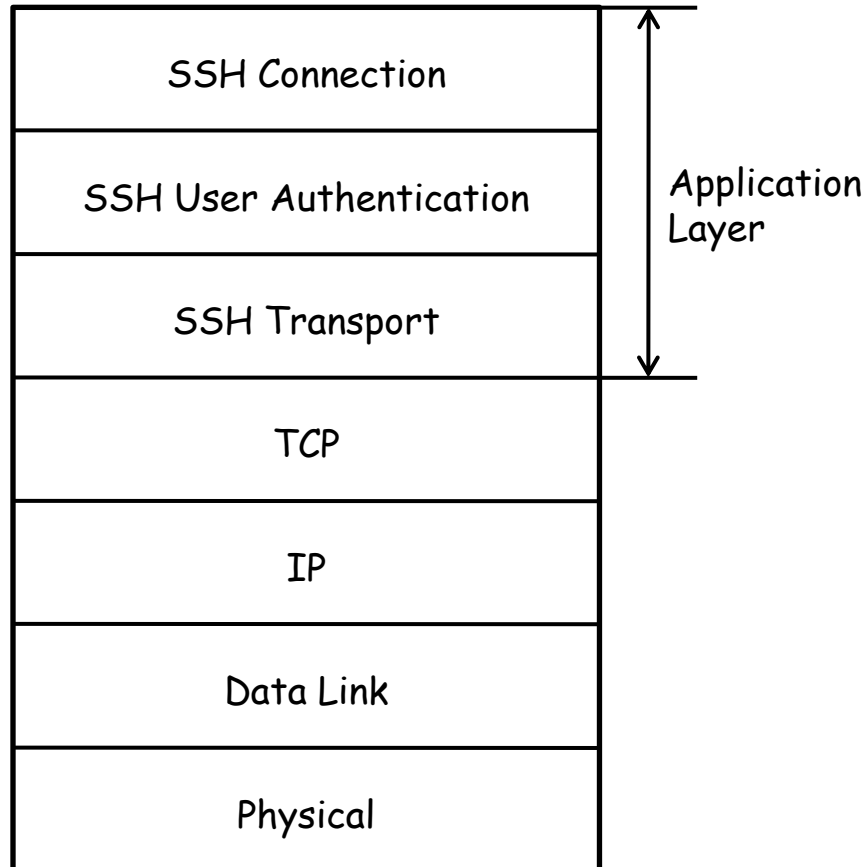 SSH Connection
SSH User Authentication
Application
Layer
SSH Transport
TCP
IP
Data Link
Physical